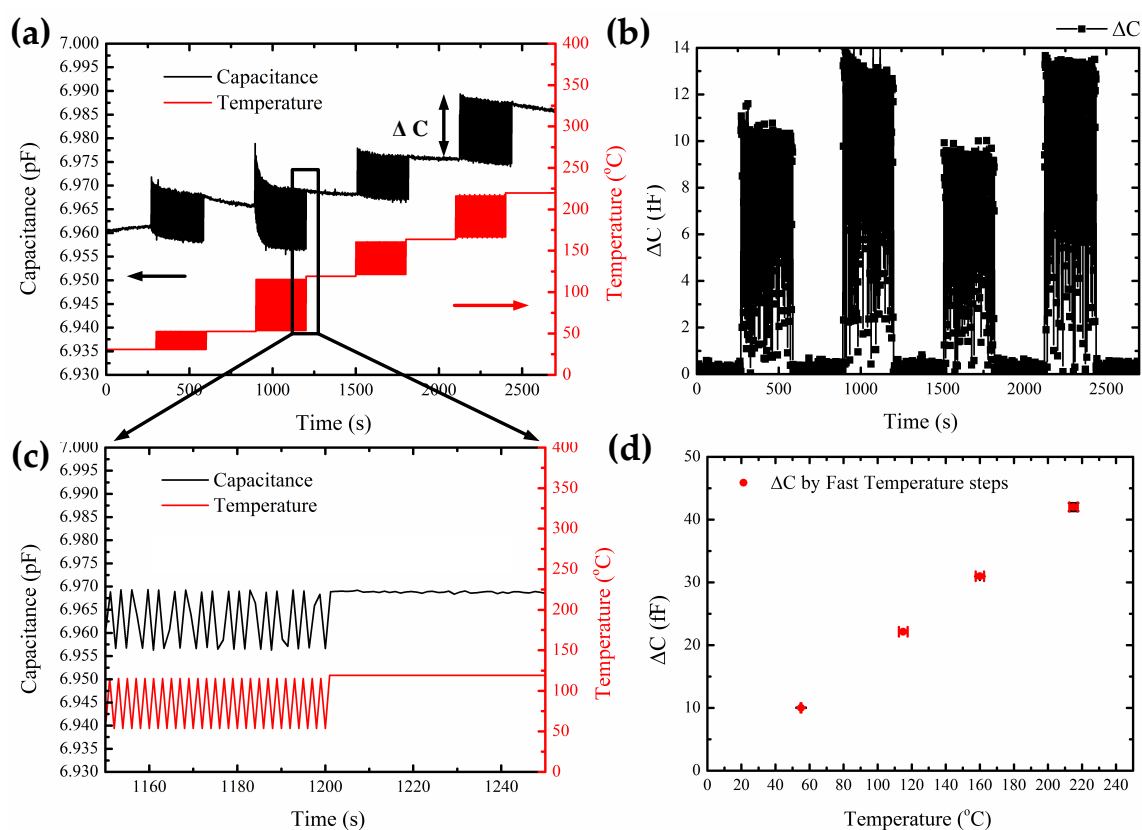 (a)
7.000
6.990
6.985
6.980
6.975
6.970
6.965
6.960
6.955
6.950
6.945
6.940
6.935
6.930
Capacitance (pF)
Capacitance
Temperature
Δ C
400
350
300
250
200
150
100
50
0
Temperature (°C)
0 500 1000 1500 2000 2500
Time (s)
(b)
ΔC
14
12
10
8
6
4
2
0
ΔC (fF)
0 500 1000 1500 2000 2500
Time (s)
(c)
7.000
6.995
6.990
6.985
6.980
6.975
6.970
6.965
6.960
6.955
6.950
6.945
6.940
6.935
6.930
Capacitance (pF)
Capacitance
Temperature
400
350
300
250
200
150
100
50
0
Temperature (°C)
1160 1180 1200 1220 1240
Time (s)
(d)
50
40
30
20
10
0
ΔC (fF)
ΔC by Fast Temperature steps
0 20 40 60 80 100 120 140 160 180 200 220 240
Temperature (°C)